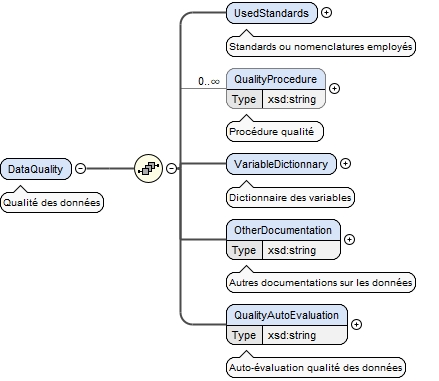 UsedStandards
Standards ou nomenclatures employés
0..∞
QualityProcedure
Type xsd:string
Procédure qualité
DataQuality
Qualité des données
VariableDictionnary
Dictionnaire des variables
OtherDocumentation
Type xsd:string
Autres documentations sur les données
QualityAutoEvaluation
Type xsd:string
Auto-évaluation qualité des données